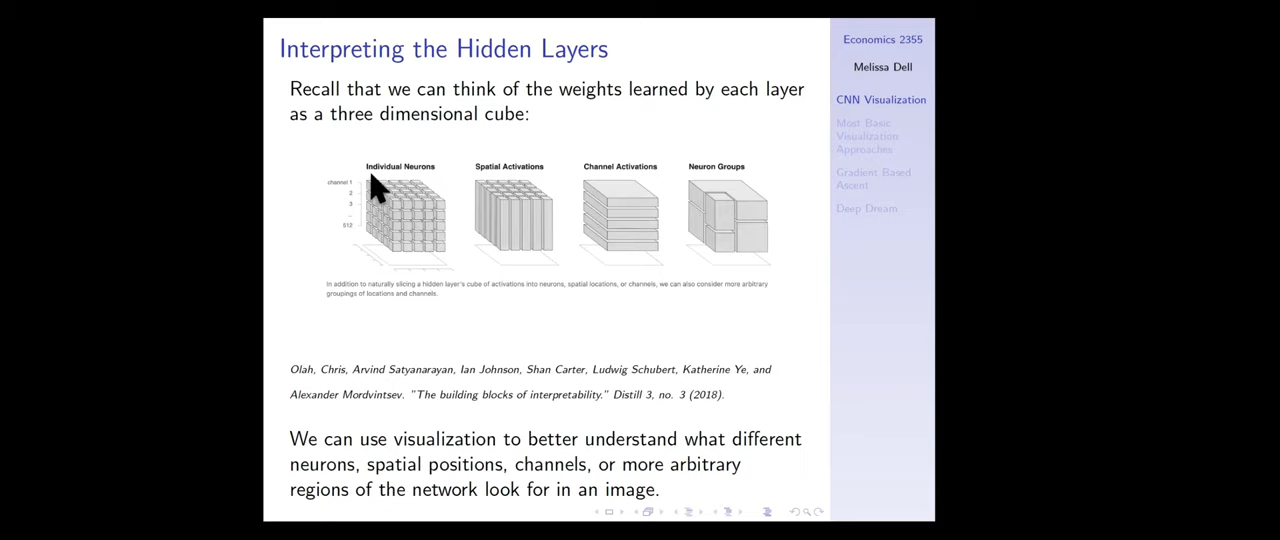 Interpreting the Hidden Layers
Recall that we can think of the weights learned by each layer
as a three dimensional cube:
Individual Neurons
Spatial Activations
Channel Activations
Neuron Groups
channel 1
2
3
...
512
In addition to naturally slicing a hidden layer's cube of activations into neurons, spatial locations, or channels, we can also consider more arbitrary
groupings of locations and channels.
Olah, Chris, Arvind Satyanarayan, Ian Johnson, Shan Carter, Ludwig Schubert, Katherine Ye, and
Alexander Mordvintsev. "The building blocks of interpretability." Distill 3, no. 3 (2018).
We can use visualization to better understand what different
neurons, spatial positions, channels, or more arbitrary
regions of the network look for in an image.
Economics 2355
Melissa Dell
CNN Visualization
Most Basic
Visualization
Approaches
Gradient Based
Ascent
Deep Dream